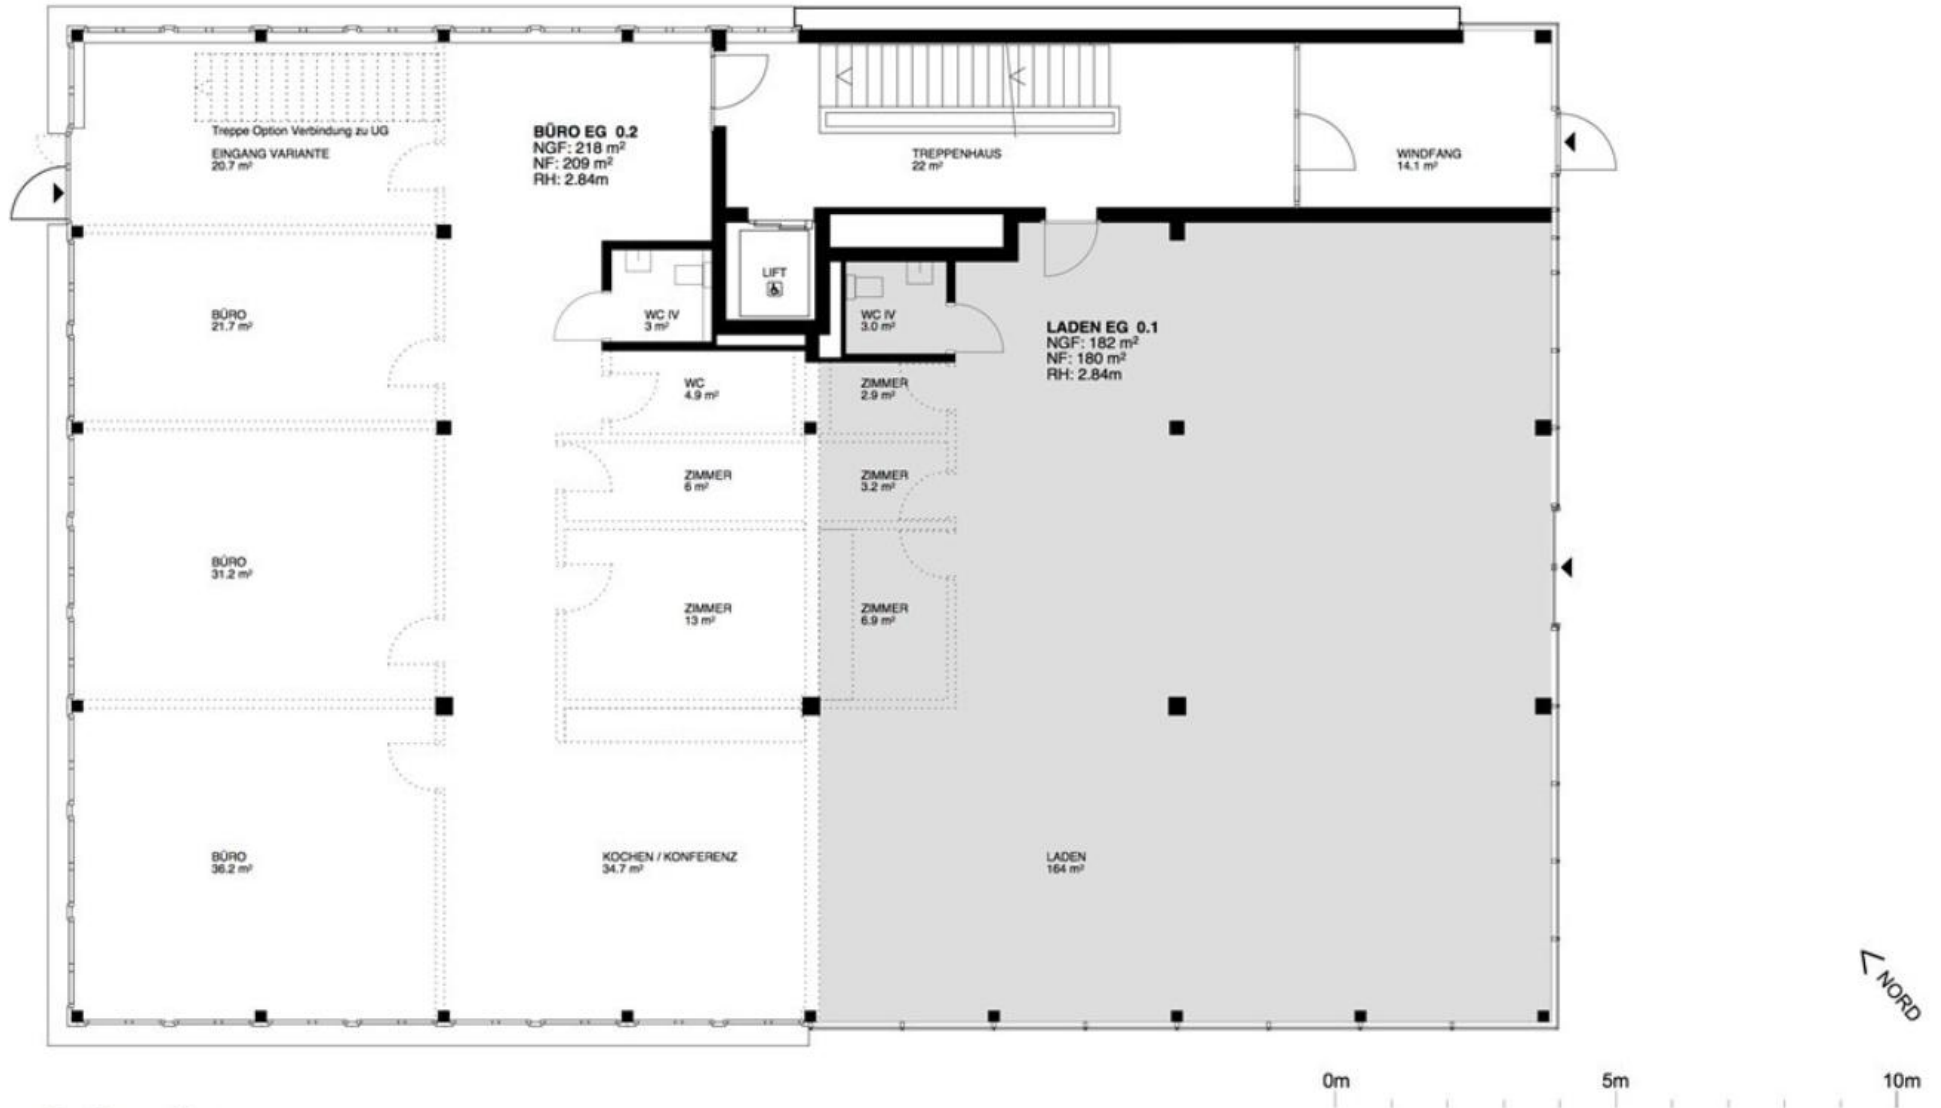 Treppe Option Verbindung zu UG
EINGANG VARIANTE
20.7 m²
BÜRO EG 0.2
NGF: 218 m²
NF: 209 m²
RH: 2.84m
TREPPENHAUS
22 m²
WINDFANG
14.1 m²
BÜRO
21.7 m²
WC IV
3 m²
LIFT
WC IV
3.0 m²
LADEN EG 0.1
NGF: 182 m²
NF: 180 m²
RH: 2.84m
WC
4.9 m²
ZIMMER
2.9 m²
ZIMMER
6 m²
ZIMMER
3.2 m²
BÜRO
31.2 m²
ZIMMER
13 m²
ZIMMER
6.9 m²
BÜRO
36.2 m²
KOCHEN / KONFERENZ
34.7 m²
LADEN
164 m²
NORD
0m
5m
10m